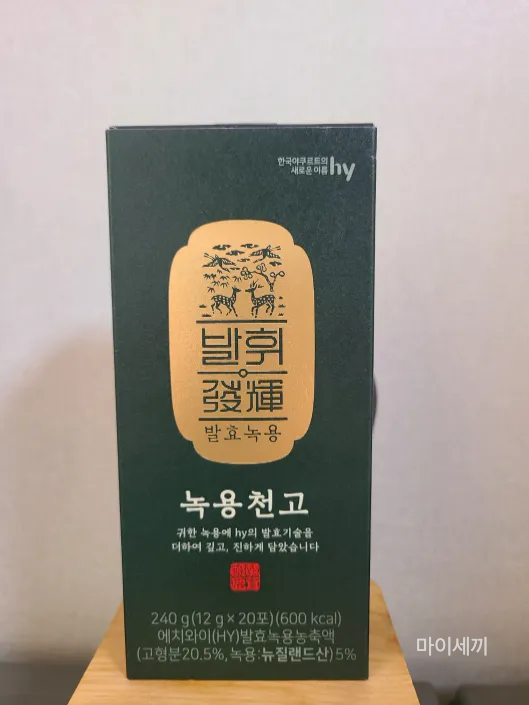 한국야쿠르트의
새로운 이름 hy
발휘
發輝
발효녹용
녹용천고
귀한 녹용에 hy의 발효기술을
더하여 깊고, 진하게 담았습니다
240 g(12 g × 20포)(600 kcal)
에치와이(HY)발효녹용농축액
(고형분20.5%, 녹용:뉴질랜드산)5%
마이세끼